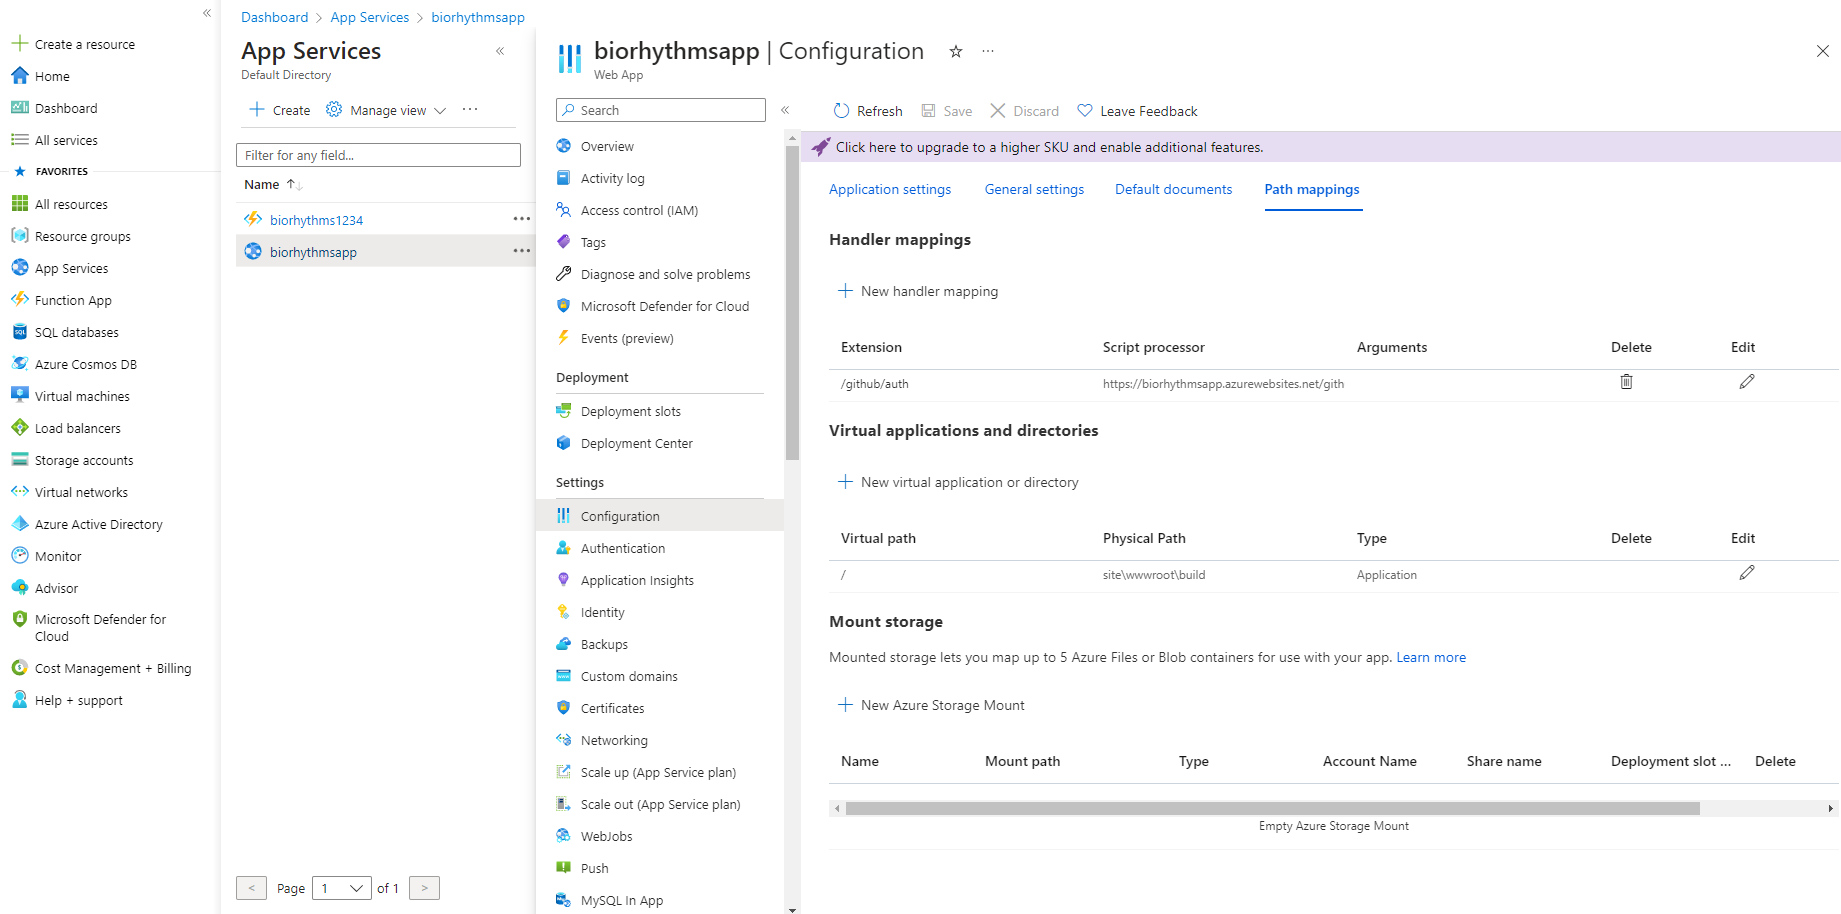 Create a resource
Home
Dashboard
All services
FAVORITES
All resources
Resource groups
App Services
Function App
SQL databases
Azure Cosmos DB
Virtual machines
Load balancers
Storage accounts
Virtual networks
Azure Active Directory
Monitor
Advisor
Microsoft Defender for
Cloud
Cost Management + Billing
Help + support
Dashboard > App Services > biorhythmsapp
App Services
Default Directory
Create
Manage view
Filter for any field...
Name
biorhythms1234
biorhythmsapp
< Page 1 of 1 >
biorhythmsapp | Configuration
Web App
Search
Overview
Activity log
Access control (IAM)
Tags
Diagnose and solve problems
Microsoft Defender for Cloud
Events (preview)
Deployment
Deployment slots
Deployment Center
Settings
Configuration
Authentication
Application Insights
Identity
Backups
Custom domains
Certificates
Networking
Scale up (App Service plan)
Scale out (App Service plan)
WebJobs
Push
MySQL In App
Refresh Save Discard Leave Feedback
Click here to upgrade to a higher SKU and enable additional features.
Application settings General settings Default documents Path mappings
Handler mappings
New handler mapping
Extension Script processor Arguments Delete Edit
/github/auth https://biorhythmsapp.azurewebsites.net/gith
Virtual applications and directories
New virtual application or directory
Virtual path Physical Path Type Delete Edit
/ site\wwwroot\build Application
Mount storage
Mounted storage lets you map up to 5 Azure Files or Blob containers for use with your app. Learn more
New Azure Storage Mount
Name Mount path Type Account Name Share name Deployment slot ... Delete
Empty Azure Storage Mount